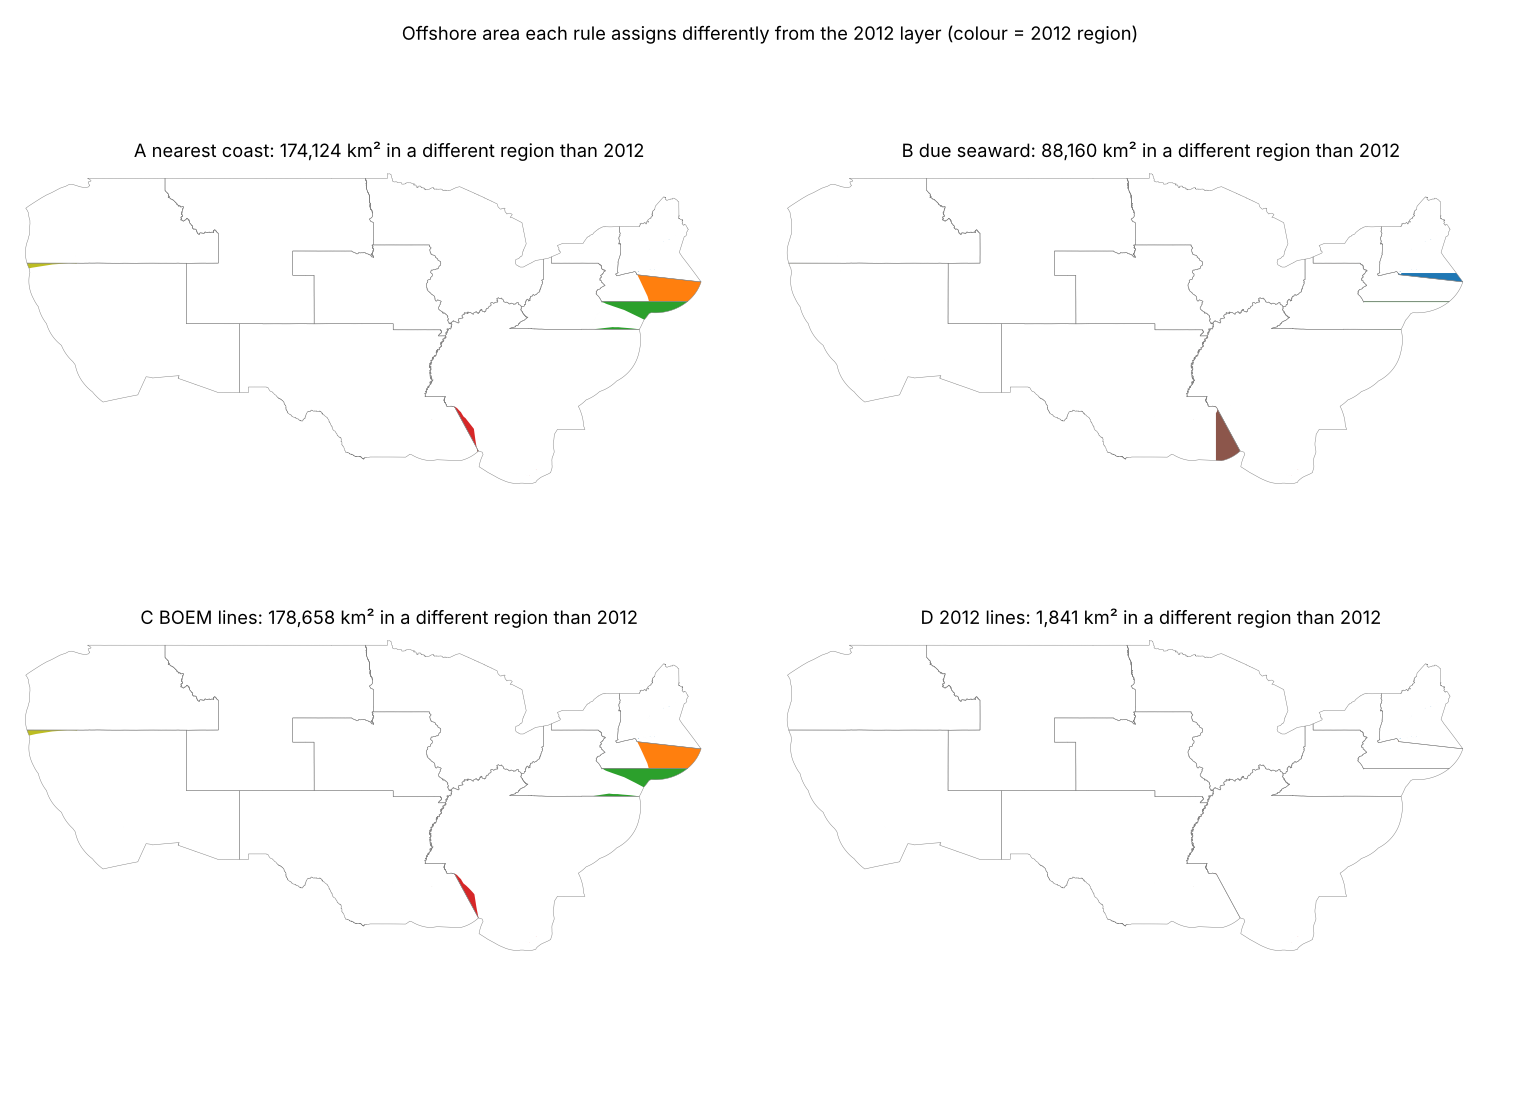 Offshore area each rule assigns differently from the 2012 layer (colour = 2012 region)
A nearest coast: 174,124 km² in a different region than 2012
B due seaward: 88,160 km² in a different region than 2012
C BOEM lines: 178,658 km² in a different region than 2012
D 2012 lines: 1,841 km² in a different region than 2012